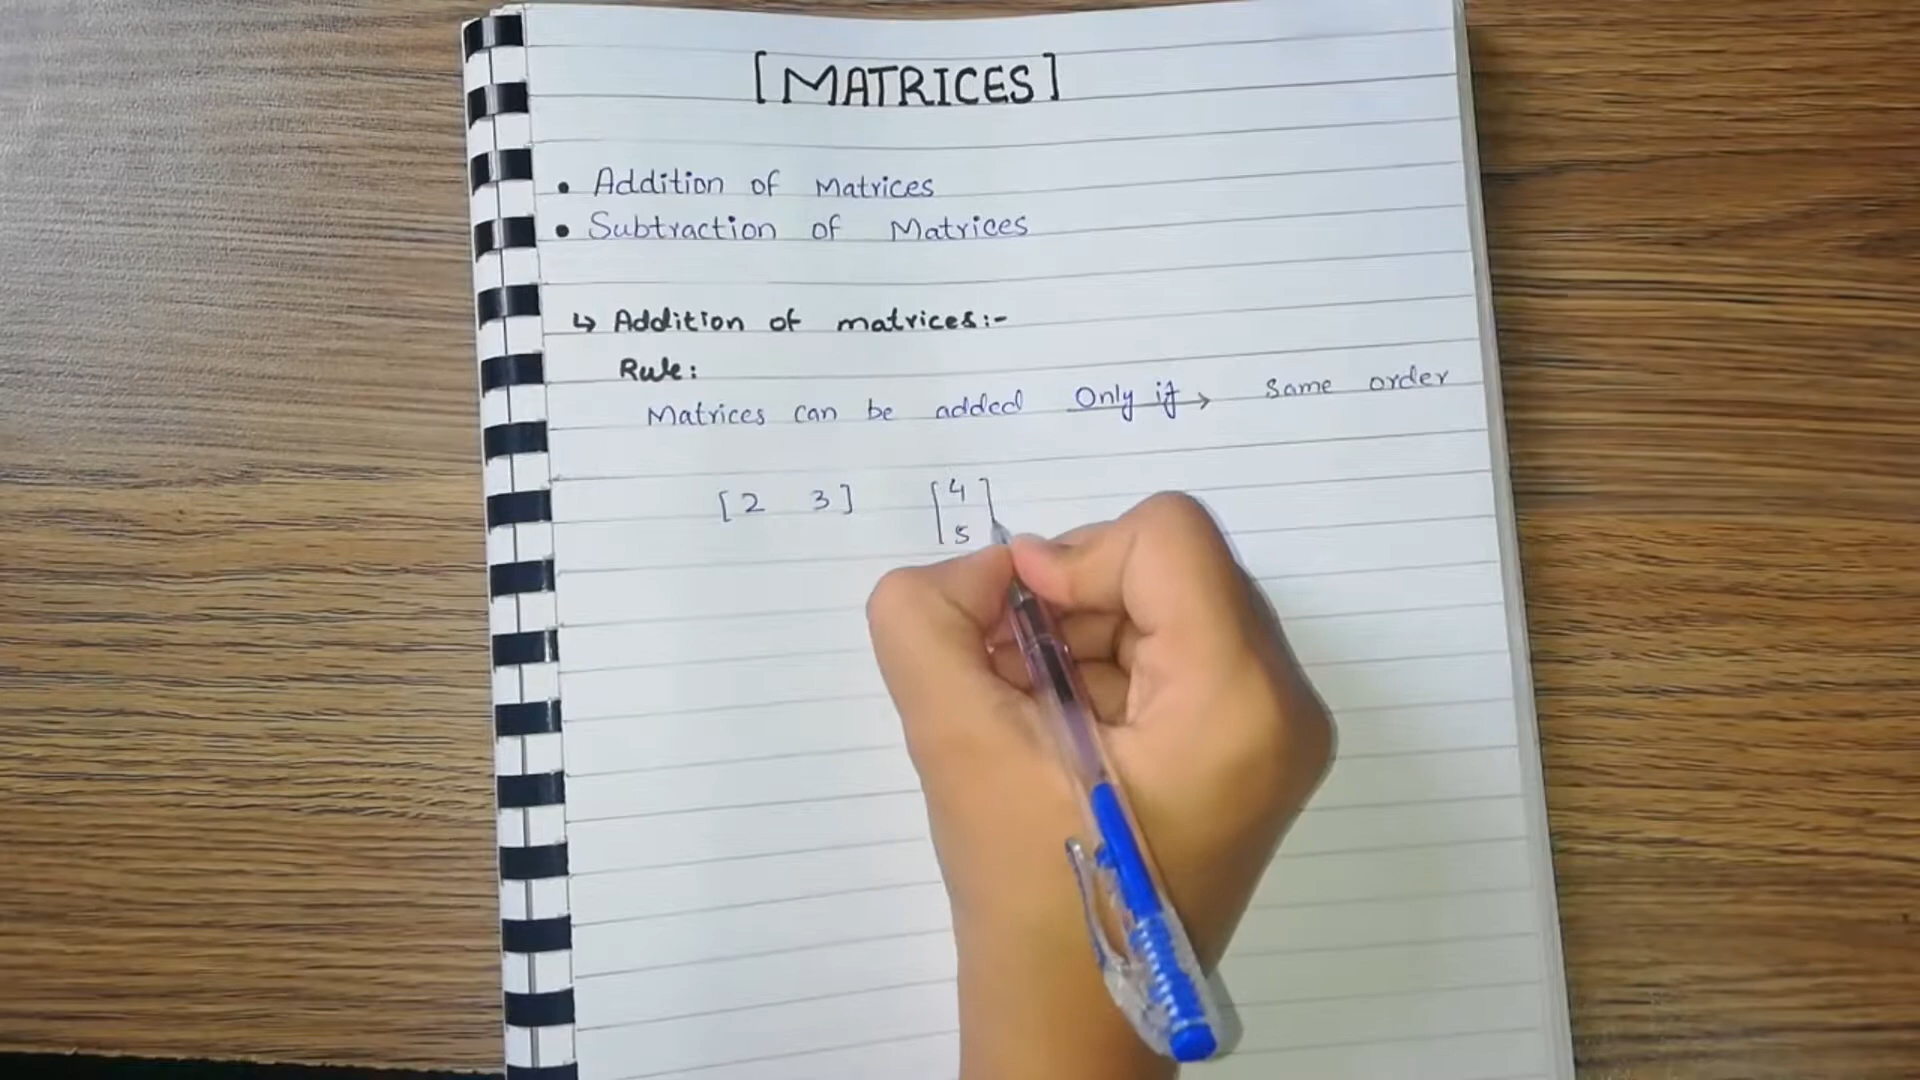 [MATRICES]
• Addition of Matrices
• Subtraction of Matrices
↳ Addition of matrices:-
Rule:
Matrices can be added Only if → Same order
[2 3] [4
5]